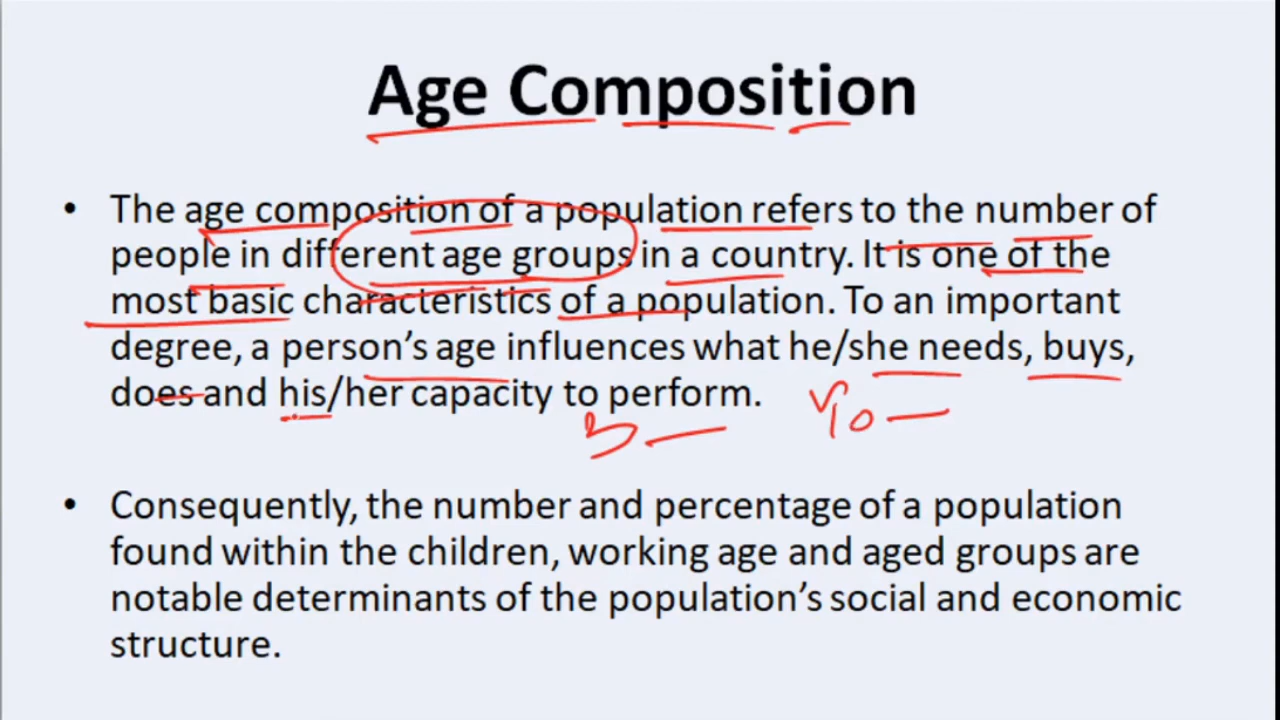 Age Composition
• The age composition of a population refers to the number of
people in different age groups in a country. It is one of the
most basic characteristics of a population. To an important
degree, a person's age influences what he/she needs, buys,
does and his/her capacity to perform.
• Consequently, the number and percentage of a population
found within the children, working age and aged groups are
notable determinants of the population's social and economic
structure.